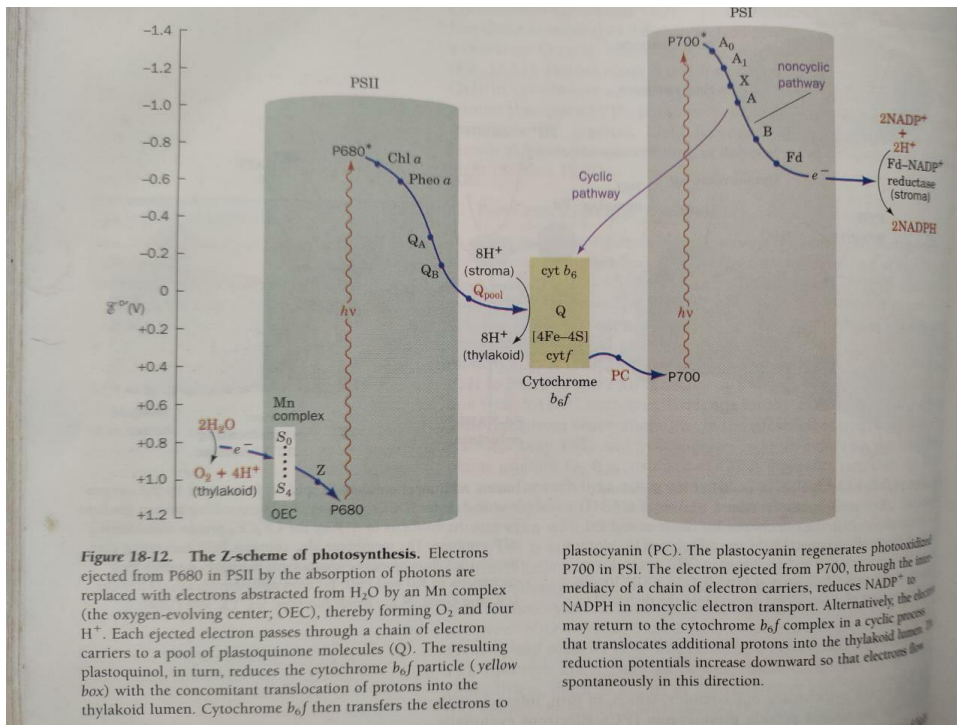 PSI
−1.4
−1.2
−1.0
−0.8
−0.6
−0.4
−0.2
0
ℰ°′(V)
+0.2
+0.4
+0.6
+0.8
+1.0
+1.2
PSII
P680*
Chl a
Pheo a
QA
QB
Qpool
hν
Mn
complex
2H₂O
e⁻
O₂ + 4H⁺
(thylakoid)
S₀
S₄
OEC
Z
P680
8H⁺
(stroma)
8H⁺
(thylakoid)
cyt b₆
Q
[4Fe–4S]
cyt f
Cytochrome
b₆f
PC
Cyclic
pathway
P700*
A₀
A₁
X
A
B
Fd
noncyclic
pathway
e⁻
hν
P700
2NADP⁺
+
2H⁺
Fd–NADP⁺
reductase
(stroma)
2NADPH
Figure 18-12. The Z-scheme of photosynthesis. Electrons
ejected from P680 in PSII by the absorption of photons are
replaced with electrons abstracted from H₂O by an Mn complex
(the oxygen-evolving center; OEC), thereby forming O₂ and four
H⁺. Each ejected electron passes through a chain of electron
carriers to a pool of plastoquinone molecules (Q). The resulting
plastoquinol, in turn, reduces the cytochrome b₆f particle (yellow
box) with the concomitant translocation of protons into the
thylakoid lumen. Cytochrome b₆f then transfers the electrons to
plastocyanin (PC). The plastocyanin regenerates photooxidized
P700 in PSI. The electron ejected from P700, through the inter-
mediacy of a chain of electron carriers, reduces NADP⁺ to
NADPH in noncyclic electron transport. Alternatively, the electron
may return to the cytochrome b₆f complex in a cyclic process
that translocates additional protons into the thylakoid lumen
reduction potentials increase downward so that electrons flow
spontaneously in this direction.